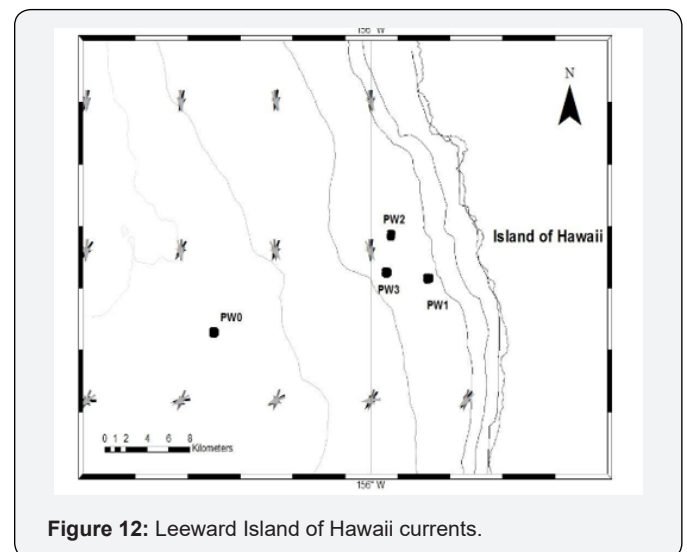 156° W
N
PW2
Island of Hawaii
PW3
PW1
PW0
0 1 2 4 6 8
Kilometers
156° W
Figure 12: Leeward Island of Hawaii currents.